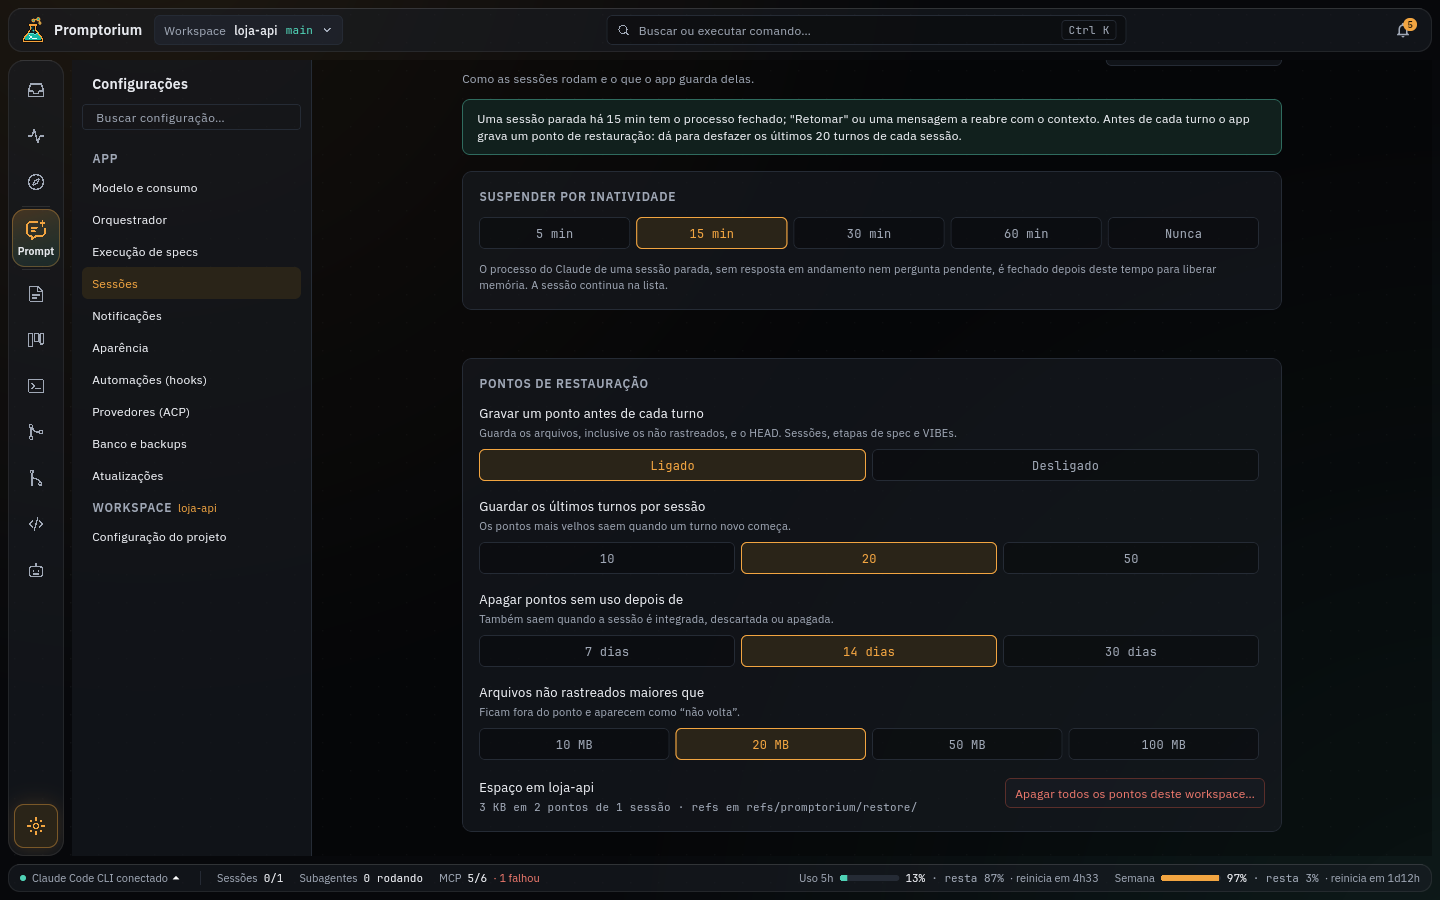 Promptorium
Workspace loja-api main
Buscar ou executar comando...
Ctrl K
5
Prompt
Configurações
Buscar configuração...
APP
Modelo e consumo
Orquestrador
Execução de specs
Sessões
Notificações
Aparência
Automações (hooks)
Provedores (ACP)
Banco e backups
Atualizações
WORKSPACE loja-api
Configuração do projeto
Como as sessões rodam e o que o app guarda delas.
Uma sessão parada há 15 min tem o processo fechado; "Retomar" ou uma mensagem a reabre com o contexto. Antes de cada turno o app
grava um ponto de restauração: dá para desfazer os últimos 20 turnos de cada sessão.
SUSPENDER POR INATIVIDADE
5 min
15 min
30 min
60 min
Nunca
O processo do Claude de uma sessão parada, sem resposta em andamento nem pergunta pendente, é fechado depois deste tempo para liberar
memória. A sessão continua na lista.
PONTOS DE RESTAURAÇÃO
Gravar um ponto antes de cada turno
Guarda os arquivos, inclusive os não rastreados, e o HEAD. Sessões, etapas de spec e VIBEs.
Ligado
Desligado
Guardar os últimos turnos por sessão
Os pontos mais velhos saem quando um turno novo começa.
10
20
50
Apagar pontos sem uso depois de
Também saem quando a sessão é integrada, descartada ou apagada.
7 dias
14 dias
30 dias
Arquivos não rastreados maiores que
Ficam fora do ponto e aparecem como “não volta”.
10 MB
20 MB
50 MB
100 MB
Espaço em loja-api
3 KB em 2 pontos de 1 sessão · refs em refs/promptorium/restore/
Apagar todos os pontos deste workspace...
Claude Code CLI conectado
Sessões 0/1
Subagentes 0 rodando
MCP 5/6 · 1 falhou
Uso 5h 13% · resta 87% · reinicia em 4h33
Semana 97% · resta 3% · reinicia em 1d12h